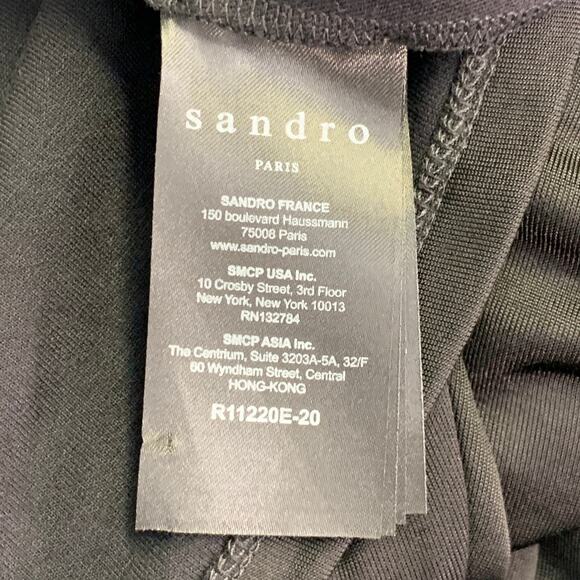 sandro
PARIS
SANDRO FRANCE
150 boulevard Haussmann
75008 Paris
www.sandro-paris.com
SMCP USA Inc.
10 Crosby Street, 3rd Floor
New York, New York 10013
RN132784
SMCP ASIA Inc.
The Centrium, Suite 3203A-5A, 32/F
60 Wyndham Street, Central
HONG-KONG
R11220E-20